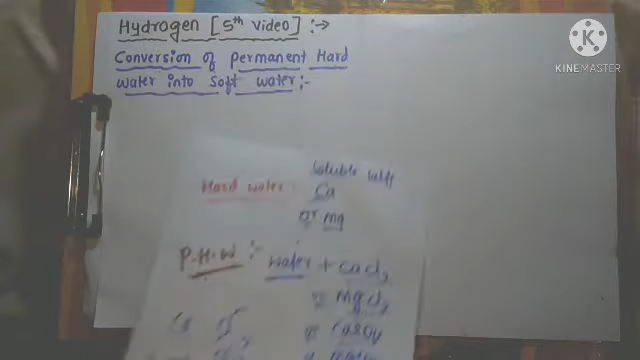 Hydrogen [5th video] :→
Conversion of permanent Hard
Water into Soft water :-
KINEMASTER
Soluble
Hard water :
Ca
or mg
P.H.W :- water + CaCl2
or MgCl2
or CaSO4